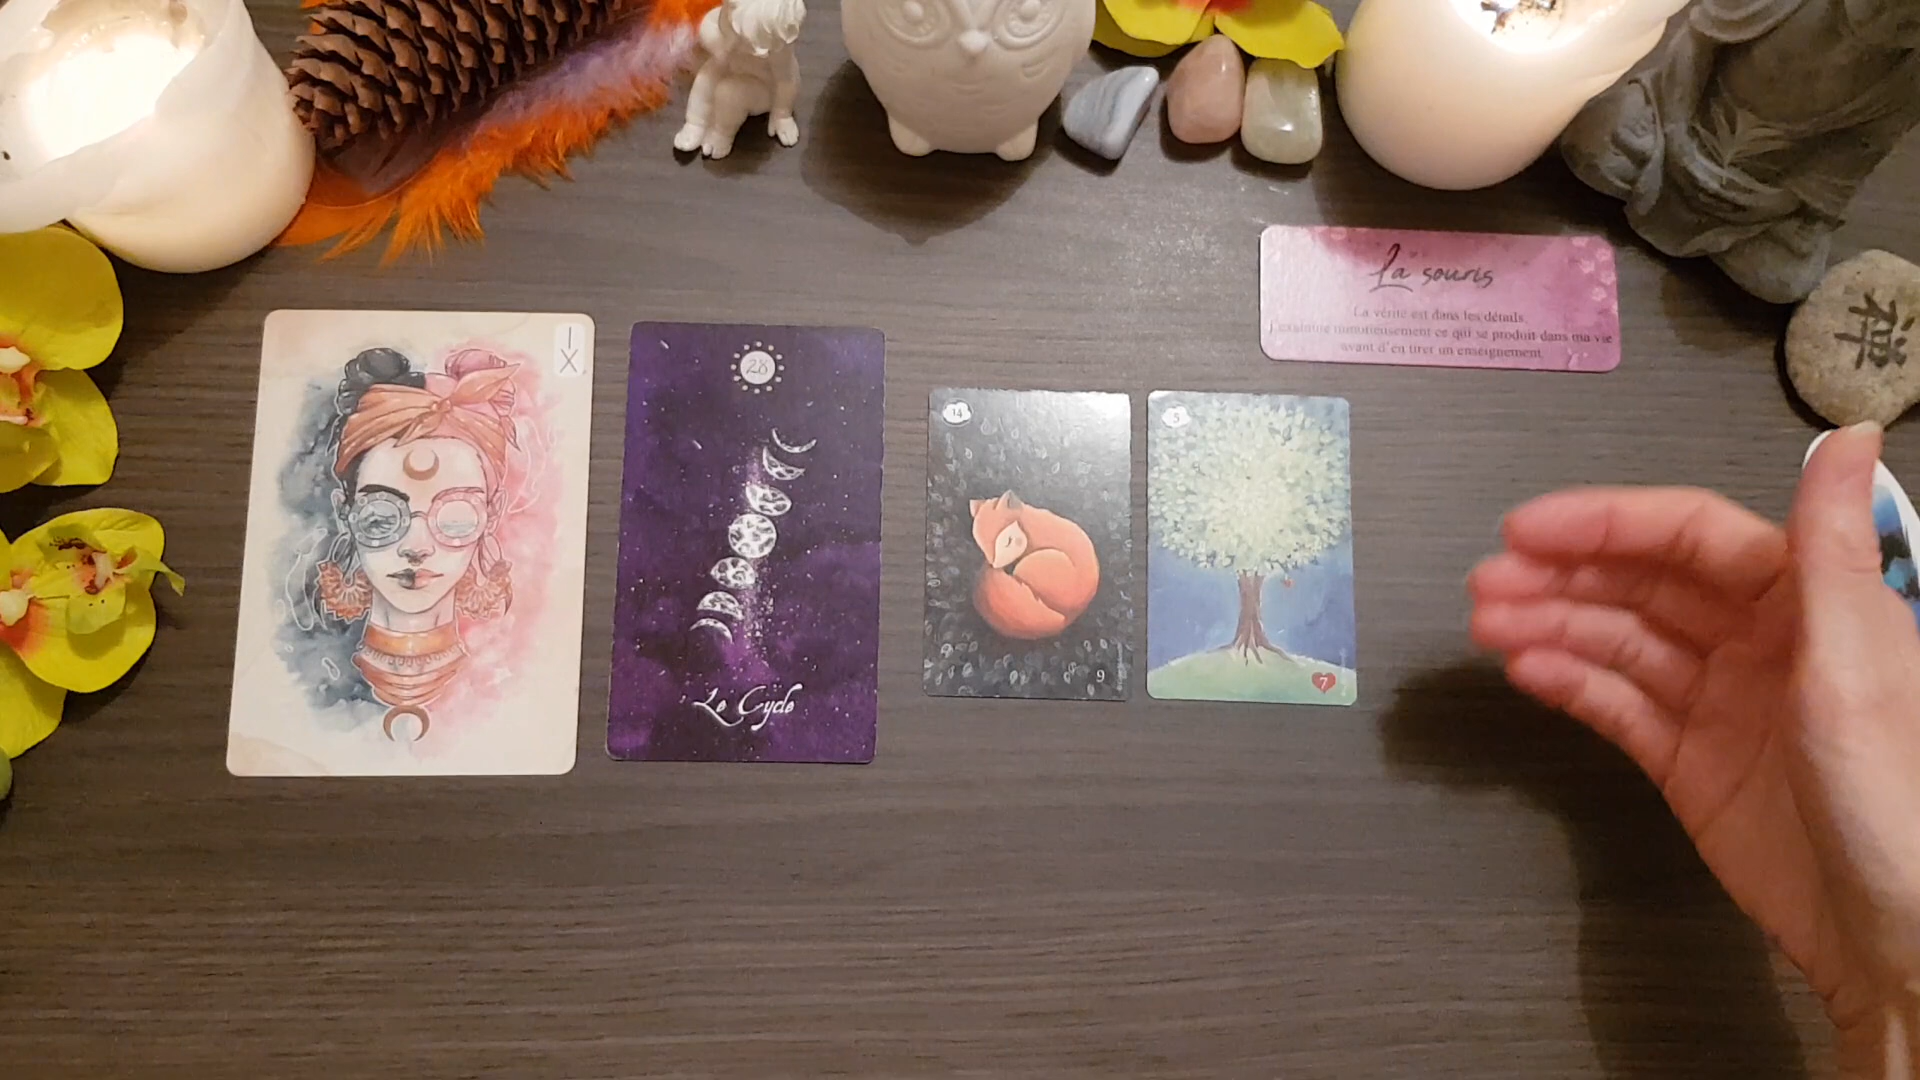 I
X
28
Le Cycle
14
9
5
7
La souris
La vérité est dans les détails.
J'examine minutieusement ce qui se produit dans ma vie
avant d'en tirer un enseignement.
禅